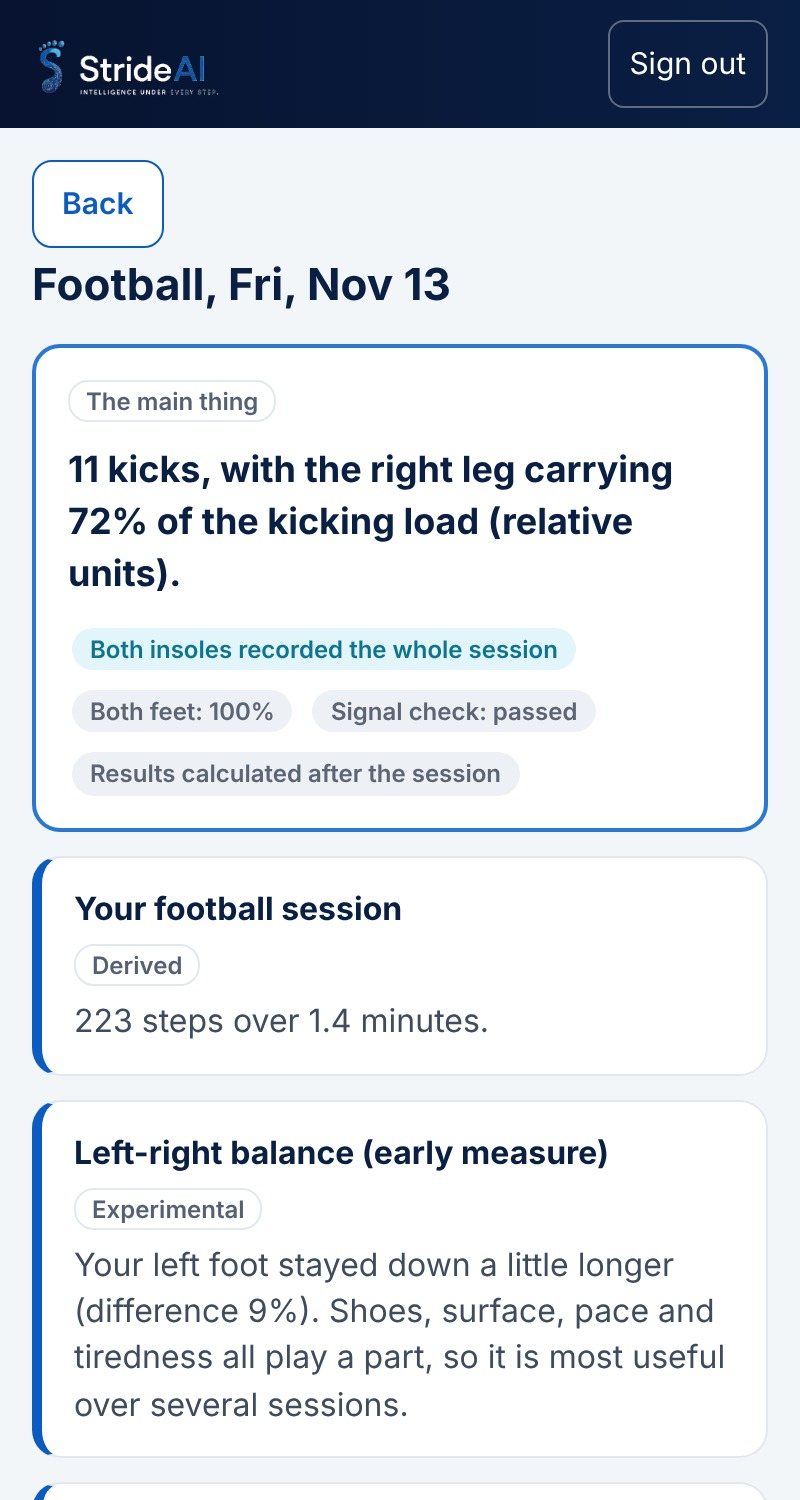 StrideAI
INTELLIGENCE UNDER EVERY STEP.
Sign out
Back
Football, Fri, Nov 13
The main thing
11 kicks, with the right leg carrying
72% of the kicking load (relative
units).
Both insoles recorded the whole session
Both feet: 100%
Signal check: passed
Results calculated after the session
Your football session
Derived
223 steps over 1.4 minutes.
Left-right balance (early measure)
Experimental
Your left foot stayed down a little longer
(difference 9%). Shoes, surface, pace and
tiredness all play a part, so it is most useful
over several sessions.